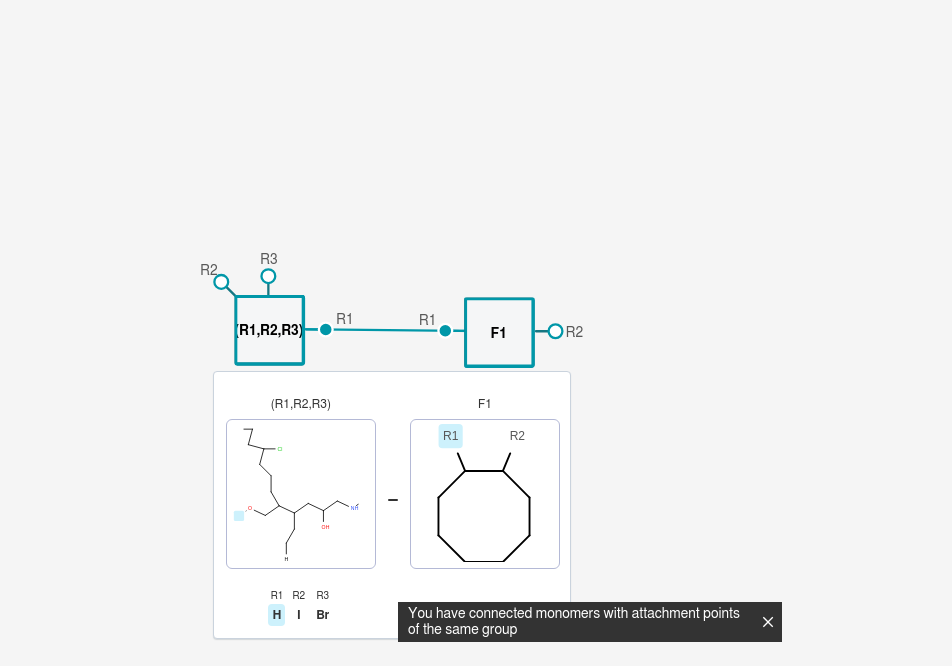 R3
R2
R1
R1
(R1,R2,R3)
F1
R2
(R1,R2,R3)
F1
R1
R2
Cl
O
OH
H
R1 R2 R3
H I Br
You have connected monomers with attachment points
of the same group